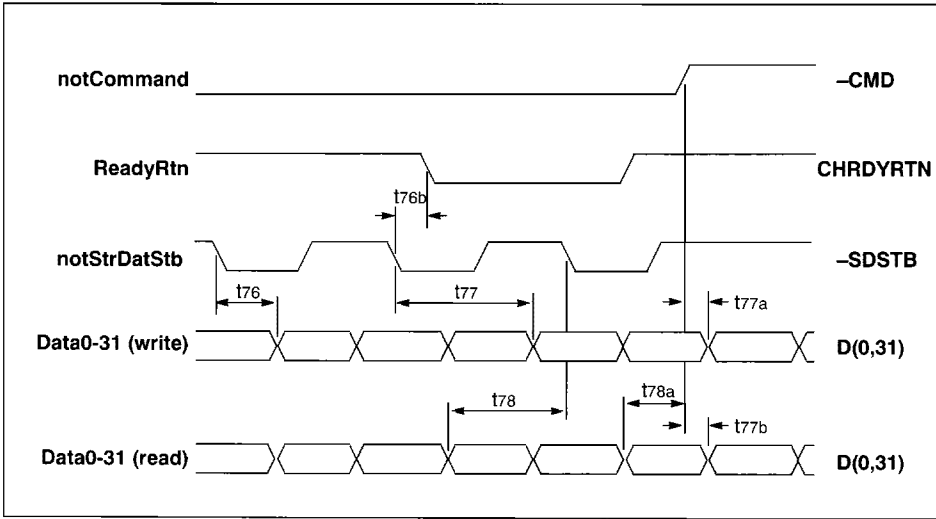 notCommand –CMD
ReadyRtn CHRDYRTN
t76b
notStrDatStb –SDSTB
t76 t77 t77a
Data0-31 (write) D(0,31)
t78 t78a
t77b
Data0-31 (read) D(0,31)